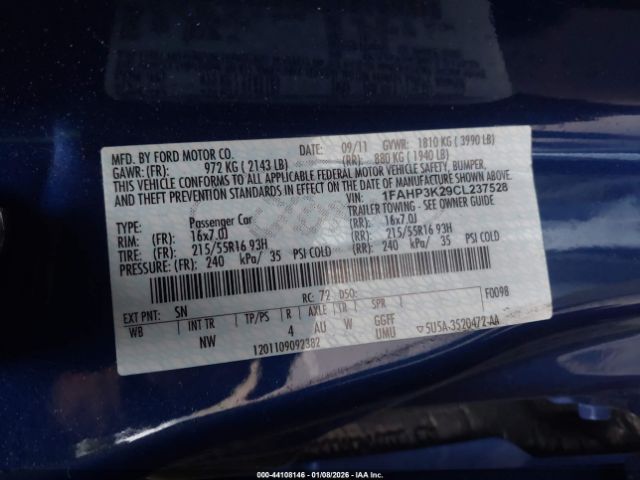 MFD. BY FORD MOTOR CO. DATE: 09/11 GVWR: 1810 KG ( 3990 LB)
GAWR: (FR): 972 KG ( 2143 LB) (RR): 880 KG ( 1940 LB)
THIS VEHICLE CONFORMS TO ALL APPLICABLE FEDERAL MOTOR VEHICLE SAFETY, BUMPER,
AND THEFT PREVENTION STANDARDS IN EFFECT ON THE DATE OF MANUFACTURE SHOWN ABOVE.
VIN: 1FAHP3K29CL237528
TYPE: Passenger Car TRAILER TOWING - SEE OWNER GUIDE
RIM: (FR): 16x7.0J (RR): 16x7.0J
TIRE: (FR): 215/55R16 93H (RR): 215/55R16 93H
PRESSURE: (FR): 240 kPa/ 35 PSI COLD (RR): 240 kPa/ 35 PSI COLD
EXT PNT: SN RC: 72 DSO: F0098
WB INT TR TP/PS R AXLE TR SPR
NW 4 AU W GGFF
UMU
1201109092382 5U5A-3520472-AA
000-44108146 - 01/08/2026 - © IAA, Inc.